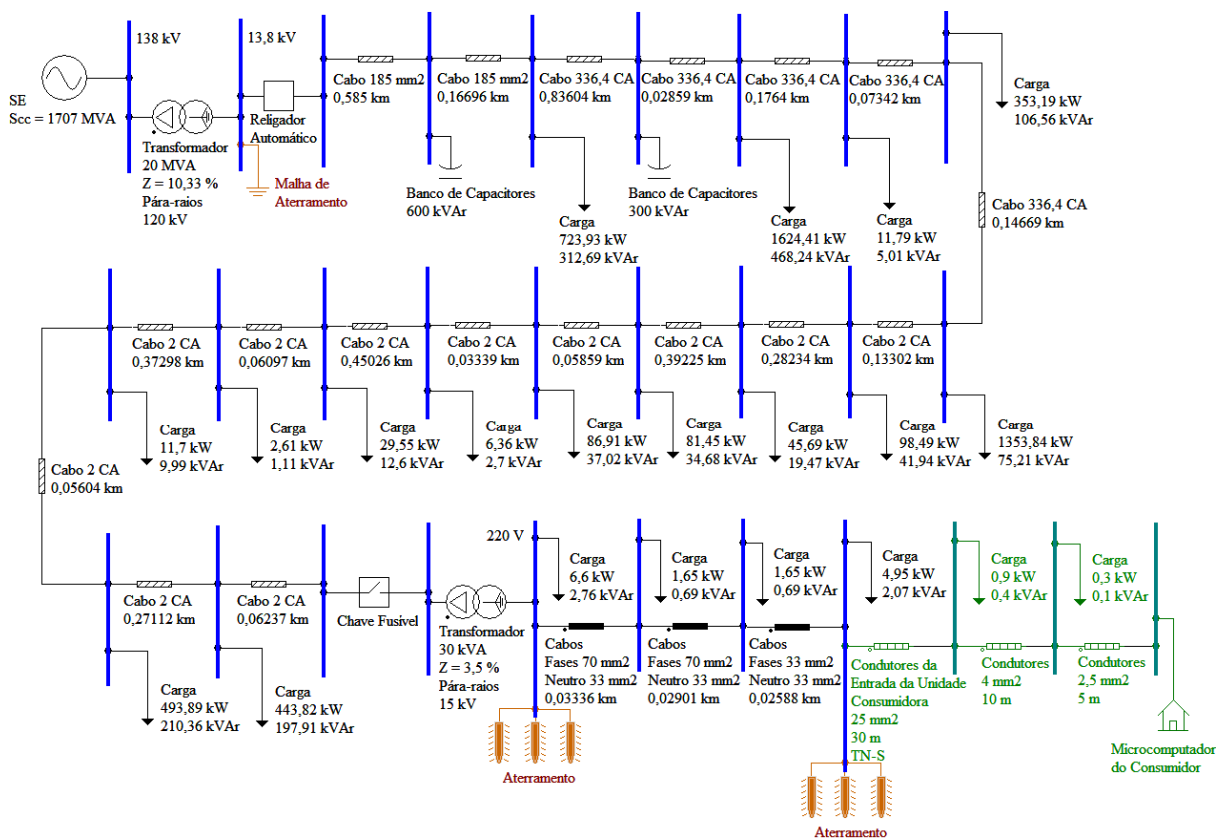 138 kV
13,8 kV
SE
Scc = 1707 MVA
Transformador
20 MVA
Z = 10,33 %
Pára-raios
120 kV
Religador
Automático
Malha de
Aterramento
Cabo 185 mm2
0,585 km
Cabo 185 mm2
0,16696 km
Cabo 336,4 CA
0,83604 km
Cabo 336,4 CA
0,02859 km
Cabo 336,4 CA
0,1764 km
Cabo 336,4 CA
0,07342 km
Carga
353,19 kW
106,56 kVAr
Banco de Capacitores
600 kVAr
Carga
723,93 kW
312,69 kVAr
Banco de Capacitores
300 kVAr
Carga
1624,41 kW
468,24 kVAr
Carga
11,79 kW
5,01 kVAr
Cabo 336,4 CA
0,14669 km
Cabo 2 CA
0,37298 km
Cabo 2 CA
0,06097 km
Cabo 2 CA
0,45026 km
Cabo 2 CA
0,03339 km
Cabo 2 CA
0,05859 km
Cabo 2 CA
0,39225 km
Cabo 2 CA
0,28234 km
Cabo 2 CA
0,13302 km
Carga
11,7 kW
9,99 kVAr
Carga
2,61 kW
1,11 kVAr
Carga
29,55 kW
12,6 kVAr
Carga
6,36 kW
2,7 kVAr
Carga
86,91 kW
37,02 kVAr
Carga
81,45 kW
34,68 kVAr
Carga
45,69 kW
19,47 kVAr
Carga
98,49 kW
41,94 kVAr
Carga
1353,84 kW
75,21 kVAr
Cabo 2 CA
0,05604 km
Cabo 2 CA
0,27112 km
Cabo 2 CA
0,06237 km
Carga
493,89 kW
210,36 kVAr
Carga
443,82 kW
197,91 kVAr
Chave Fusível
Transformador
30 kVA
Z = 3,5 %
Pára-raios
15 kV
220 V
Carga
6,6 kW
2,76 kVAr
Carga
1,65 kW
0,69 kVAr
Carga
1,65 kW
0,69 kVAr
Carga
4,95 kW
2,07 kVAr
Carga
0,9 kW
0,4 kVAr
Carga
0,3 kW
0,1 kVAr
Cabos
Fases 70 mm2
Neutro 33 mm2
0,03336 km
Cabos
Fases 70 mm2
Neutro 33 mm2
0,02901 km
Cabos
Fases 33 mm2
Neutro 33 mm2
0,02588 km
Condutores da
Entrada da Unidade
Consumidora
25 mm2
30 m
TN-S
Condutores
4 mm2
10 m
Condutores
2,5 mm2
5 m
Microcomputador
do Consumidor
Aterramento
Aterramento